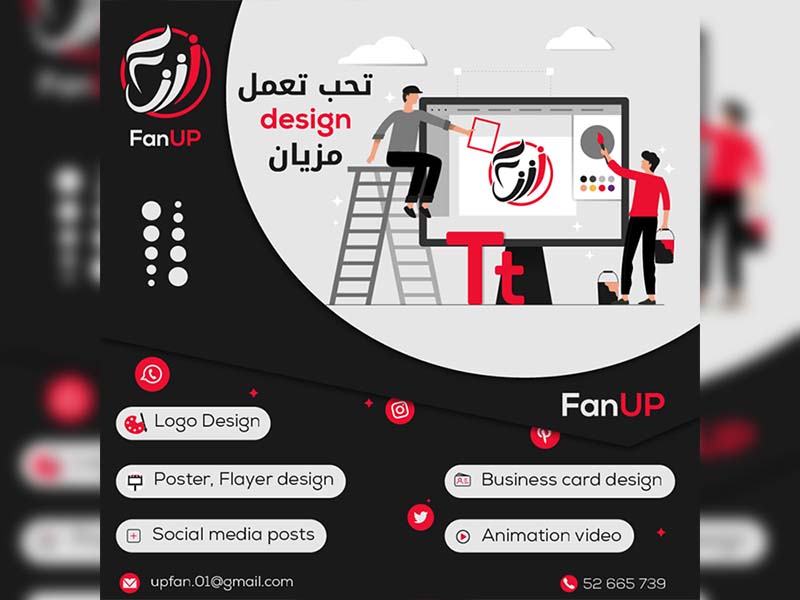 FanUP
تحب تعمل
design
مزيان
Tt
FanUP
Logo Design
Poster, Flayer design
Business card design
Social media posts
Animation video
upfan.01@gmail.com
52 665 739